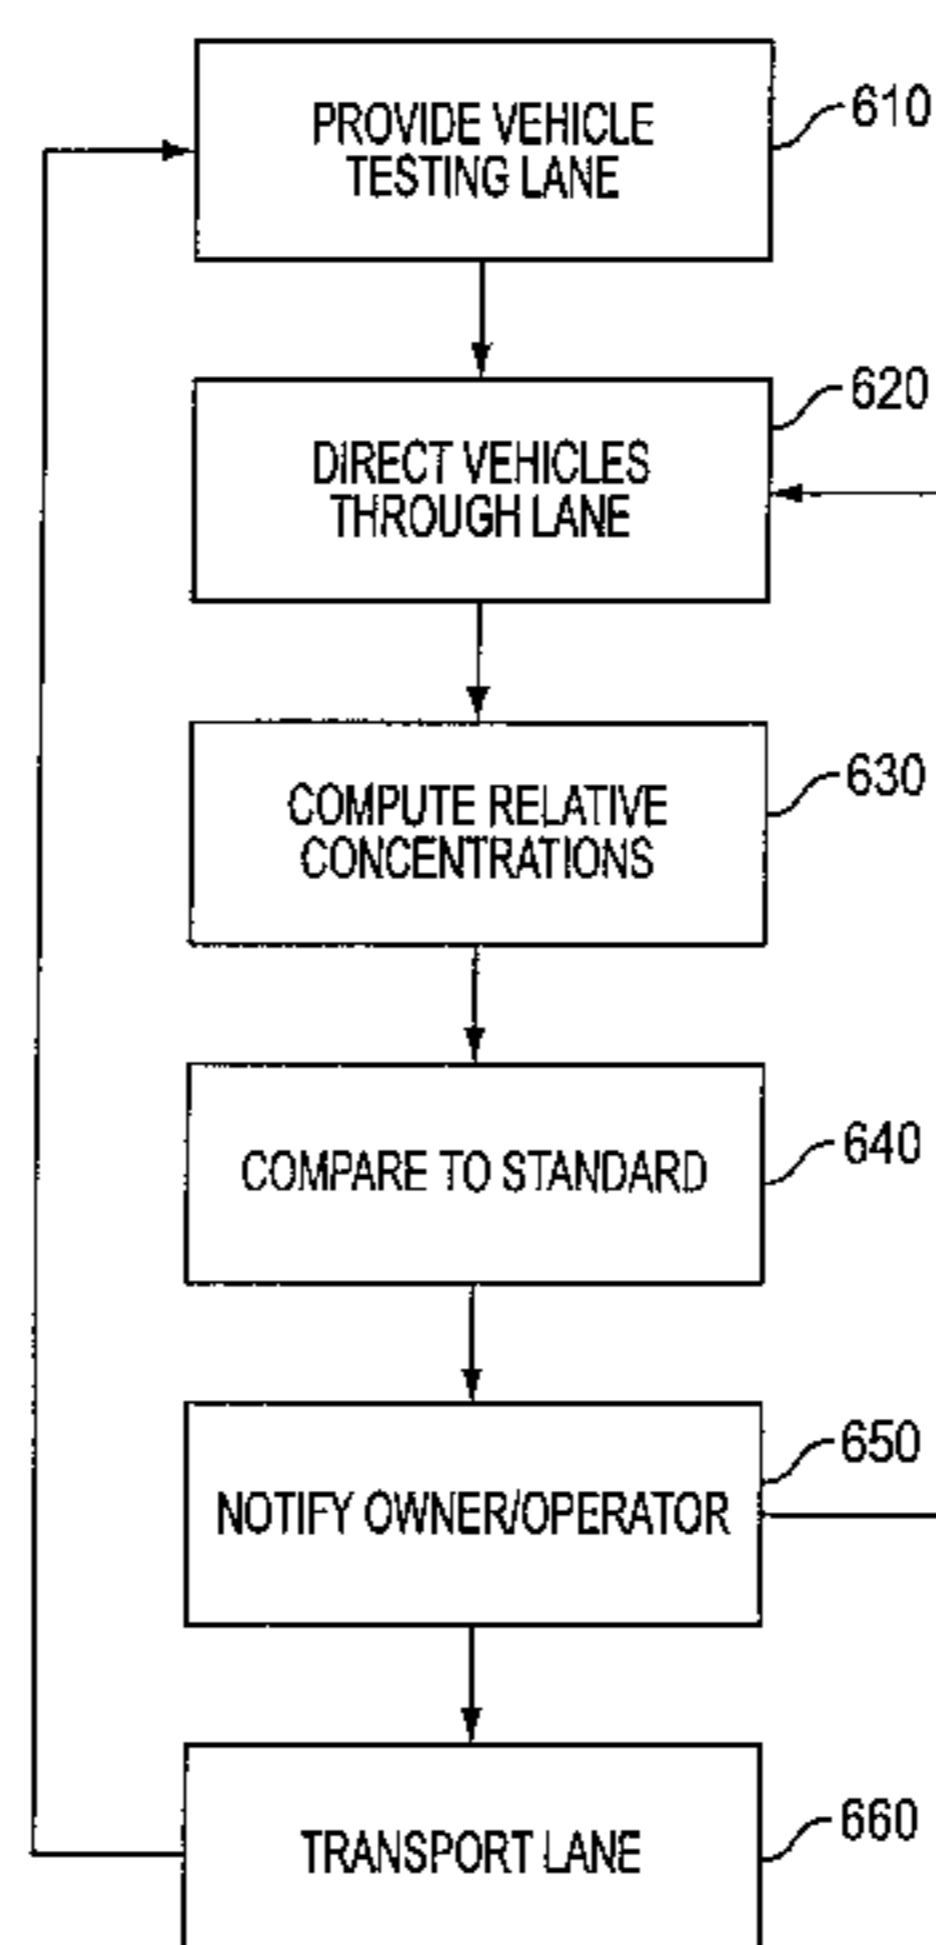 PROVIDE VEHICLE
TESTING LANE
610
DIRECT VEHICLES
THROUGH LANE
620
COMPUTE RELATIVE
CONCENTRATIONS
630
COMPARE TO STANDARD
640
NOTIFY OWNER/OPERATOR
650
TRANSPORT LANE
660